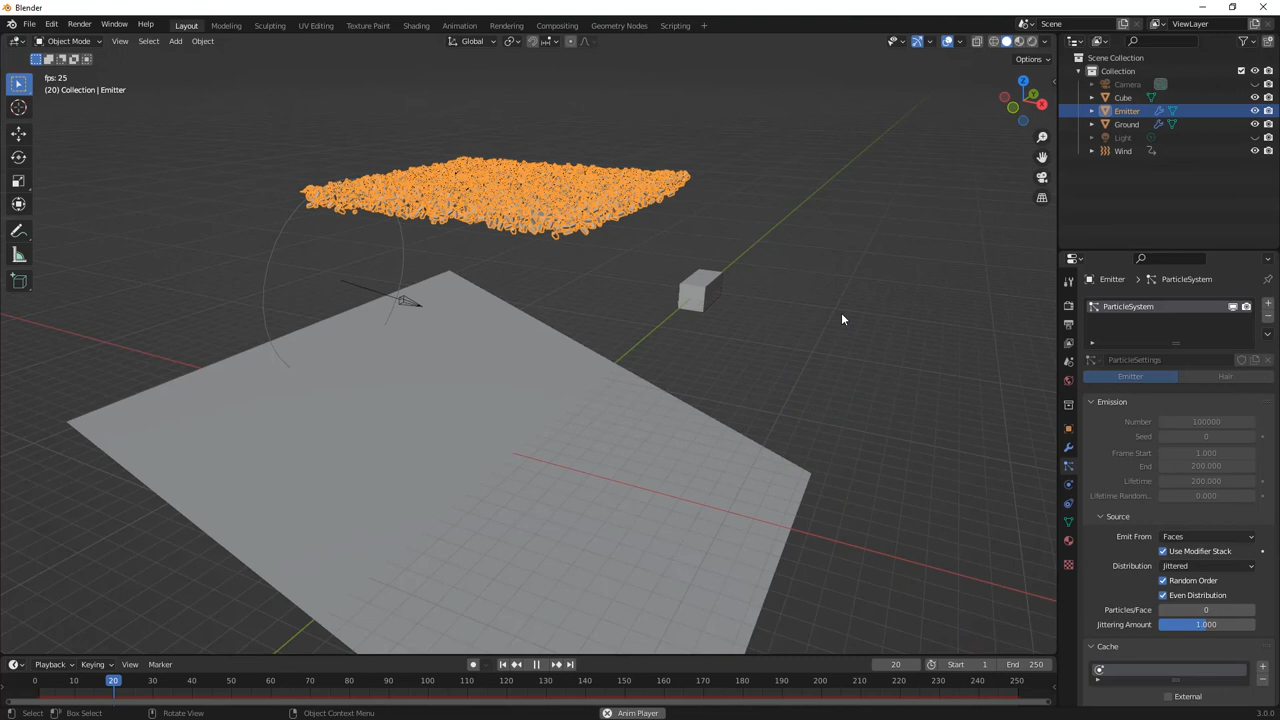 Blender
File Edit Render Window Help
Layout Modeling Sculpting UV Editing Texture Paint Shading Animation Rendering Compositing Geometry Nodes Scripting +
Scene ViewLayer
Object Mode View Select Add Object Global
Options
fps: 25
(20) Collection | Emitter
Z
Y
X
Scene Collection
Collection
Camera
Cube
Emitter
Ground
Light
Wind
Emitter > ParticleSystem
ParticleSystem
ParticleSettings
Emitter Hair
Emission
Number 100000
Seed 0
Frame Start 1.000
End 200.000
Lifetime 200.000
Lifetime Random... 0.000
Source
Emit From Faces
Use Modifier Stack
Distribution Jittered
Random Order
Even Distribution
Particles/Face 0
Jittering Amount 1.000
Cache
External
Playback Keying View Marker 20 Start 1 End 250
0 10 20 30 40 50 60 70 80 90 100 110 120 130 140 150 160 170 180 190 200 210 220 230 240 250
Select Box Select Rotate View Object Context Menu Anim Player 3.0.0